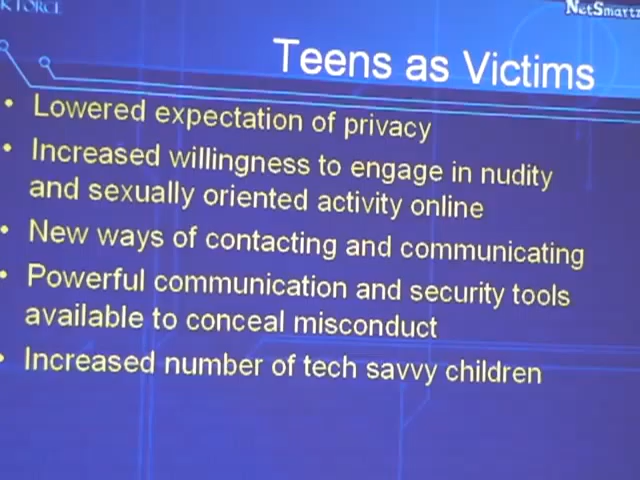 NetSmartz
Teens as Victims
• Lowered expectation of privacy
• Increased willingness to engage in nudity
and sexually oriented activity online
• New ways of contacting and communicating
• Powerful communication and security tools
available to conceal misconduct
• Increased number of tech savvy children